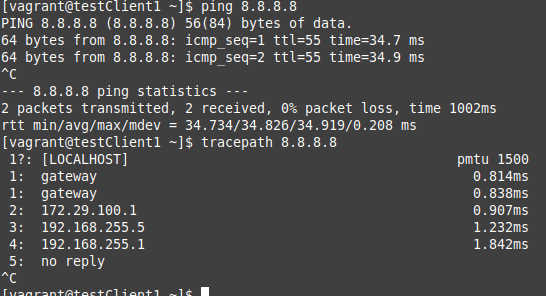 [vagrant@testClient1 ~]$ ping 8.8.8.8
PING 8.8.8.8 (8.8.8.8) 56(84) bytes of data.
64 bytes from 8.8.8.8: icmp_seq=1 ttl=55 time=34.7 ms
64 bytes from 8.8.8.8: icmp_seq=2 ttl=55 time=34.9 ms
^C
--- 8.8.8.8 ping statistics ---
2 packets transmitted, 2 received, 0% packet loss, time 1002ms
rtt min/avg/max/mdev = 34.734/34.826/34.919/0.208 ms
[vagrant@testClient1 ~]$ tracepath 8.8.8.8
 1?: [LOCALHOST]                                         pmtu 1500
 1:  gateway                                               0.814ms
 1:  gateway                                               0.838ms
 2:  172.29.100.1                                          0.907ms
 3:  192.168.255.5                                         1.232ms
 4:  192.168.255.1                                         1.842ms
 5:  no reply
^C
[vagrant@testClient1 ~]$